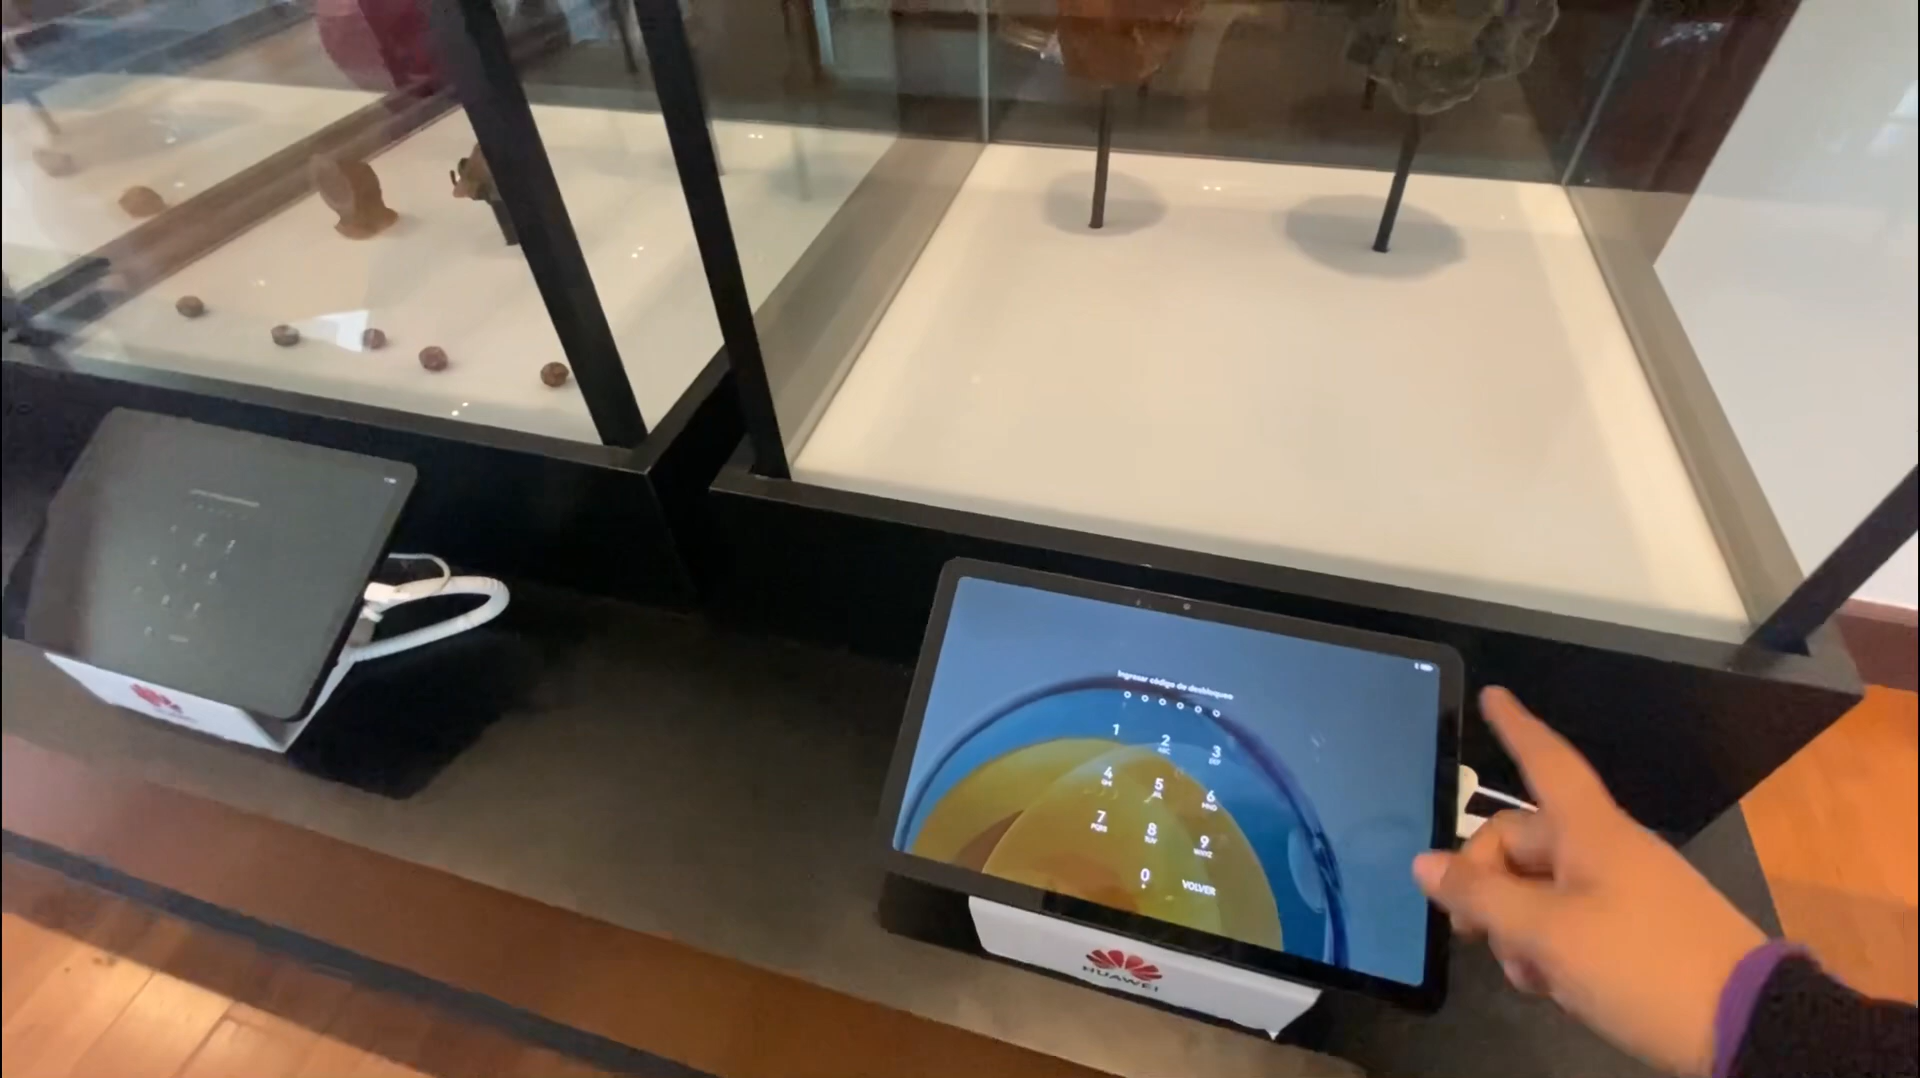 Ingresar código de desbloqueo
1
2 ABC
3 DEF
4 GHI
5 JKL
6 MNO
7 PQRS
8 TUV
9 WXYZ
0
+
VOLVER
HUAWEI